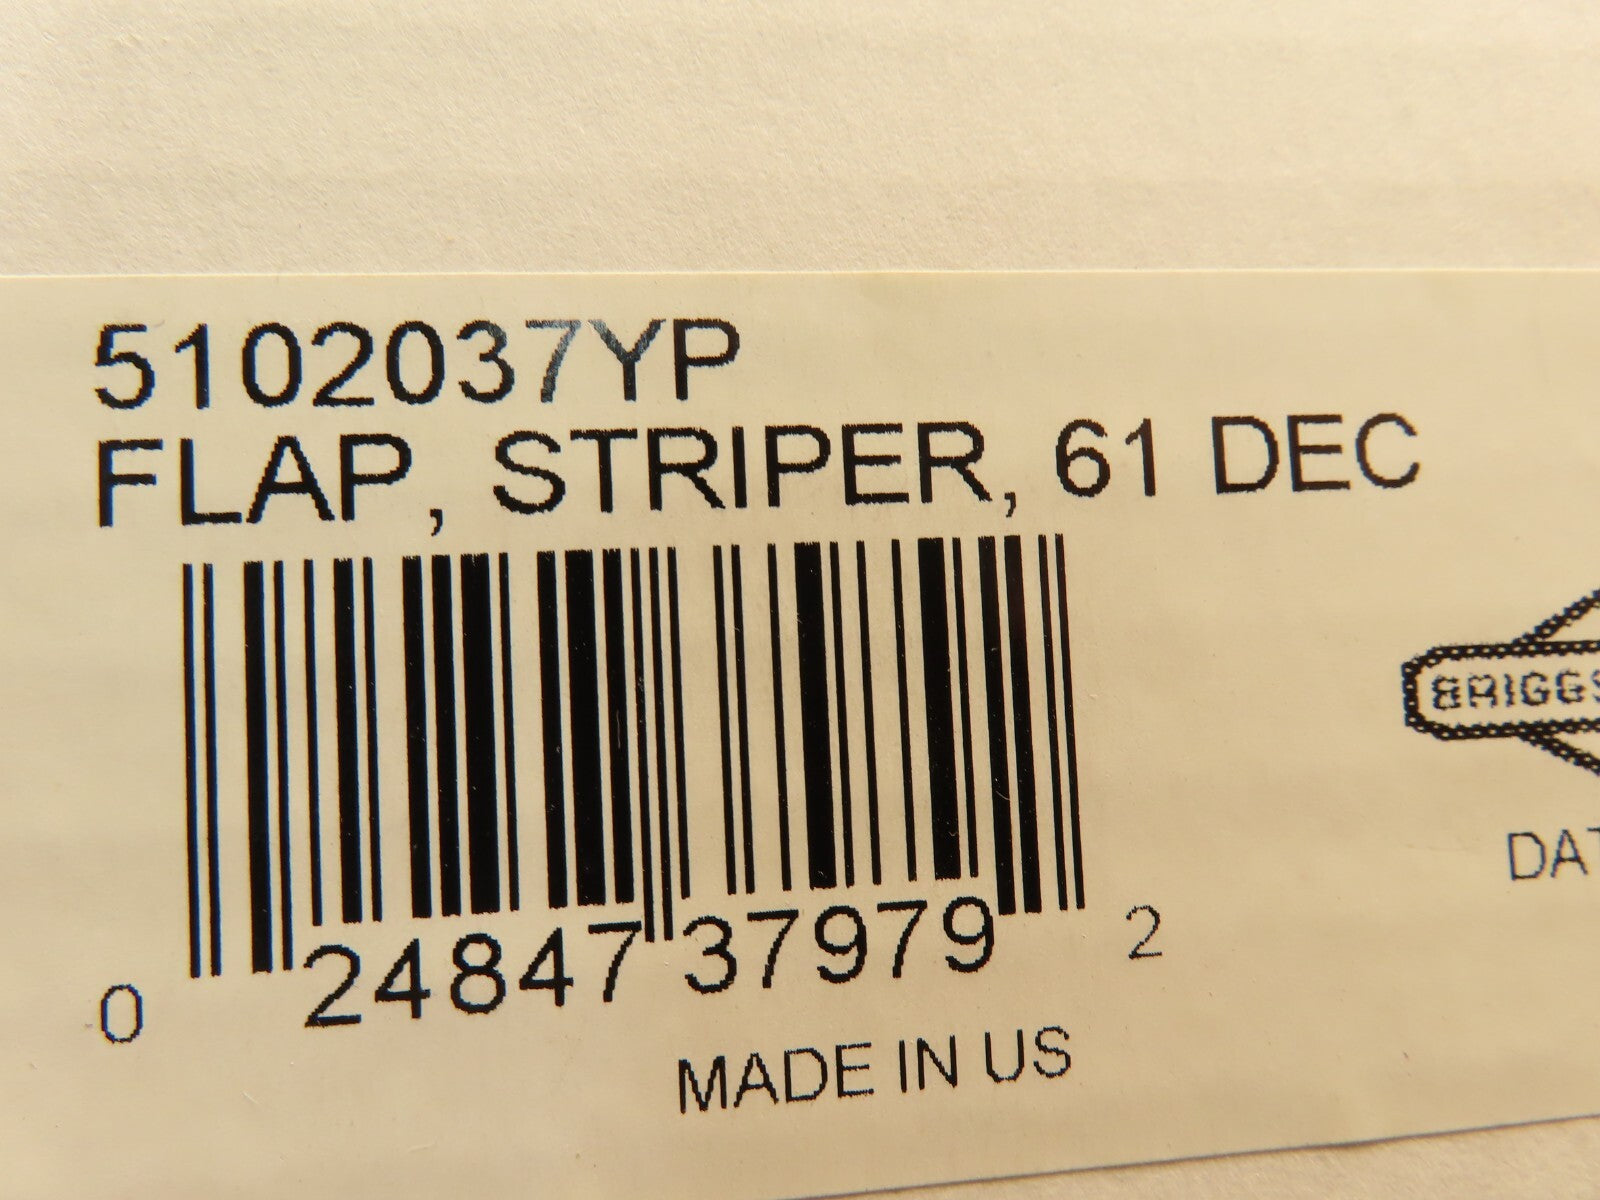 5102037YP
FLAP, STRIPER, 61 DEC
BRIGGS
DAT
0 24847 37979 2
MADE IN US